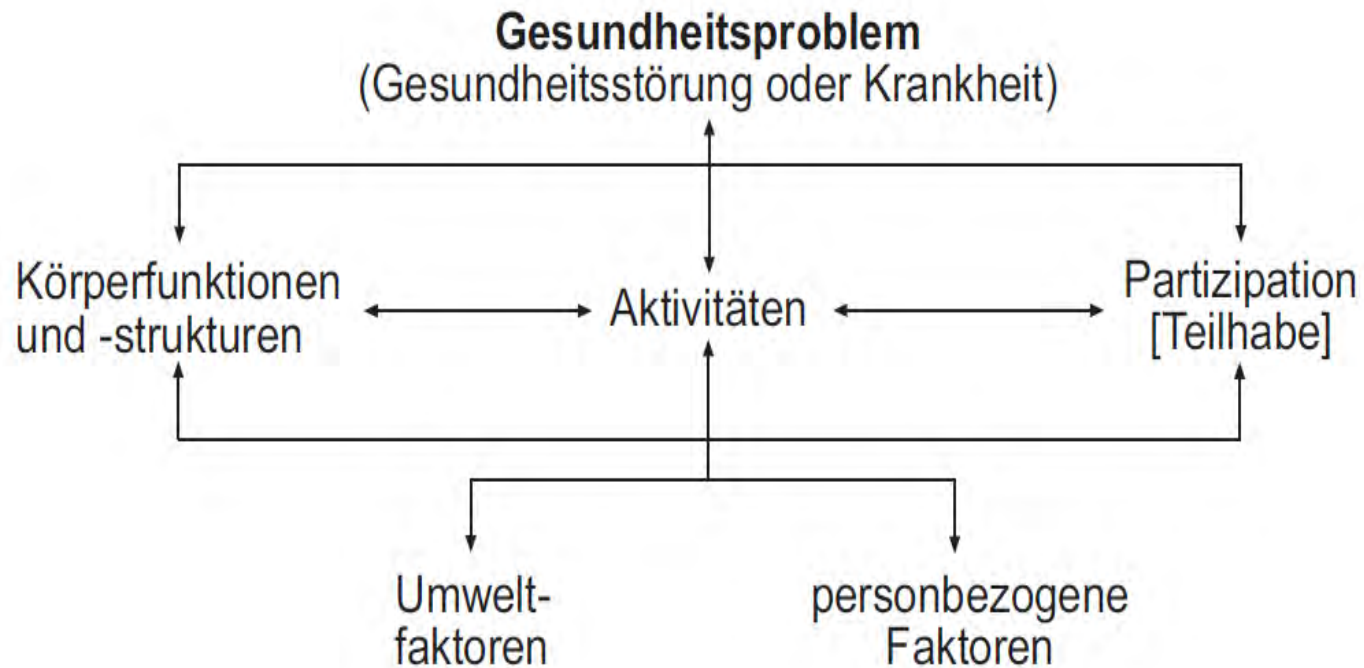 Gesundheitsproblem
(Gesundheitsstörung oder Krankheit)
Körperfunktionen
und -strukturen
Aktivitäten
Partizipation
[Teilhabe]
Umwelt-
faktoren
personbezogene
Faktoren